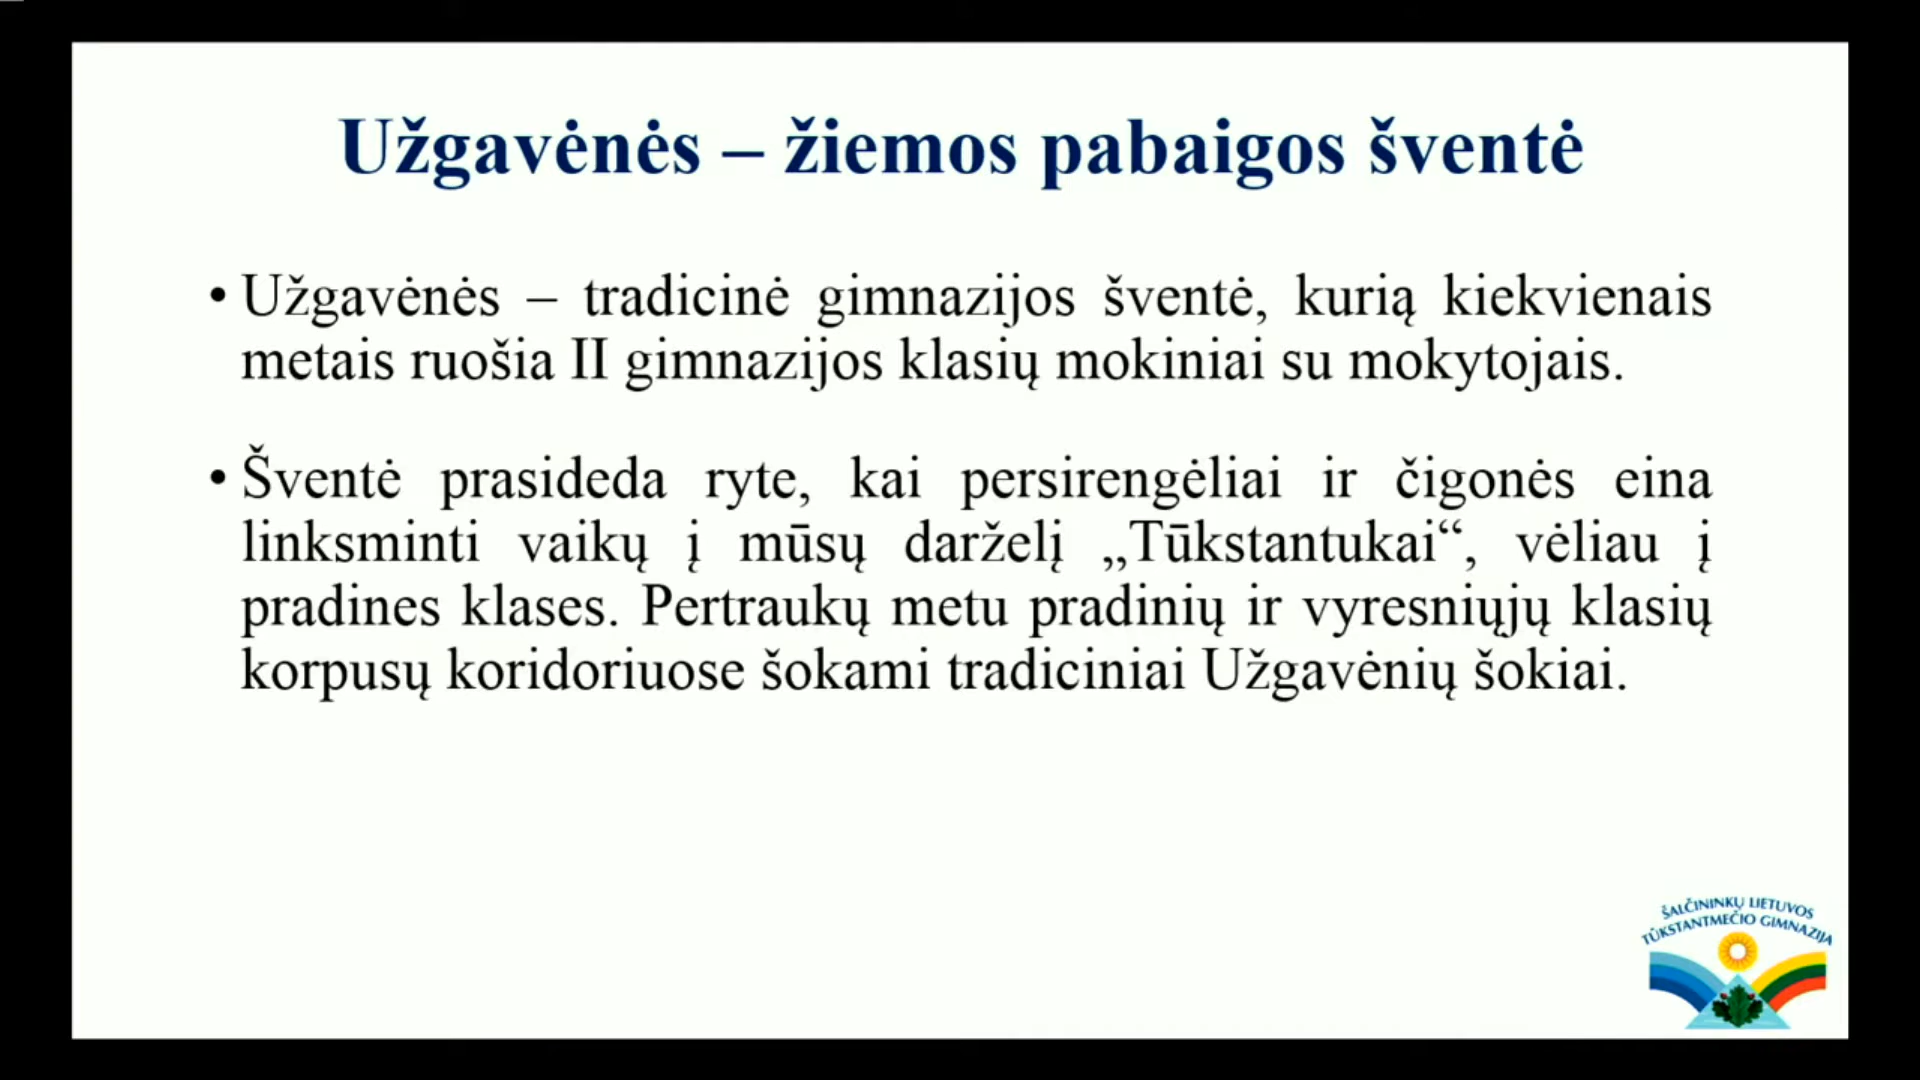 Užgavėnės – žiemos pabaigos šventė
• Užgavėnės – tradicinė gimnazijos šventė, kurią kiekvienais
metais ruošia II gimnazijos klasių mokiniai su mokytojais.
• Šventė prasideda ryte, kai persirengėliai ir čigonės eina
linksminti vaikų į mūsų darželį „Tūkstantukai“, vėliau į
pradines klases. Pertraukų metu pradinių ir vyresniųjų klasių
korpusų koridoriuose šokami tradiciniai Užgavėnių šokiai.
ŠALČININKŲ LIETUVOS
TŪKSTANTMEČIO GIMNAZIJA